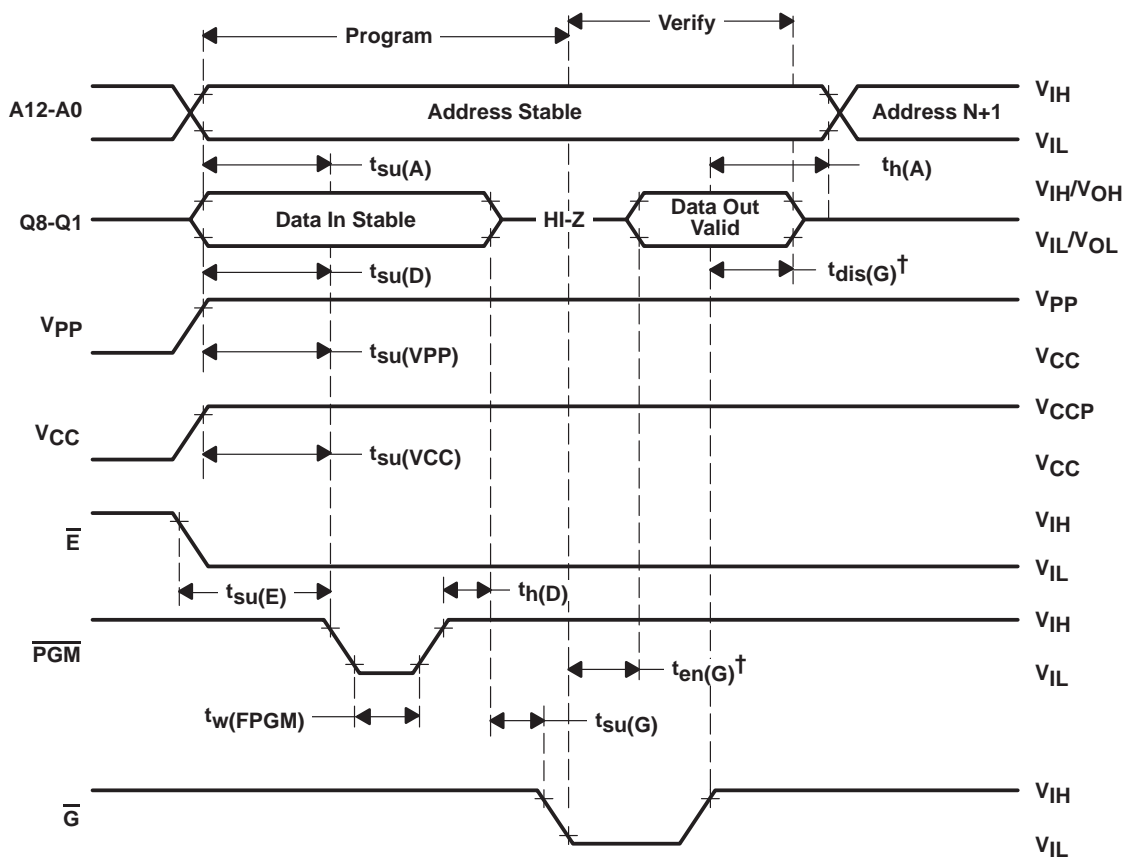 Program
Verify
A12-A0
Address Stable
Address N+1
VIH
VIL
tsu(A)
th(A)
Q8-Q1
Data In Stable
HI-Z
Data Out
Valid
VIH/VOH
VIL/VOL
tsu(D)
tdis(G)†
VPP
VPP
tsu(VPP)
VCC
VCC
VCCP
tsu(VCC)
VCC
E
VIH
VIL
tsu(E)
th(D)
PGM
VIH
VIL
ten(G)†
tw(FPGM)
tsu(G)
G
VIH
VIL